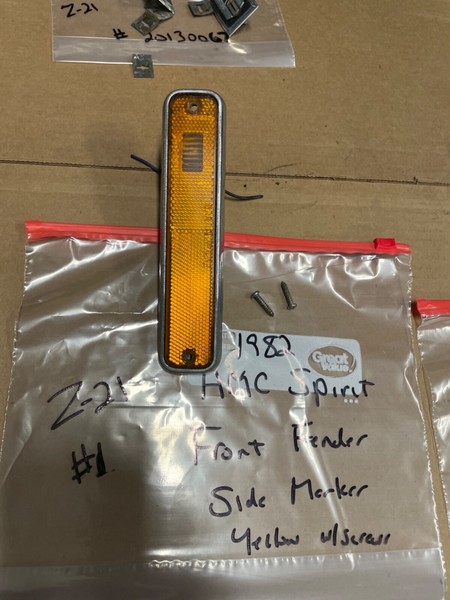 Z-21
# 20130067
1982
Great Value
AMC Spirit
Z-21
Front Fender
#1
Side Marker
Yellow w/screws